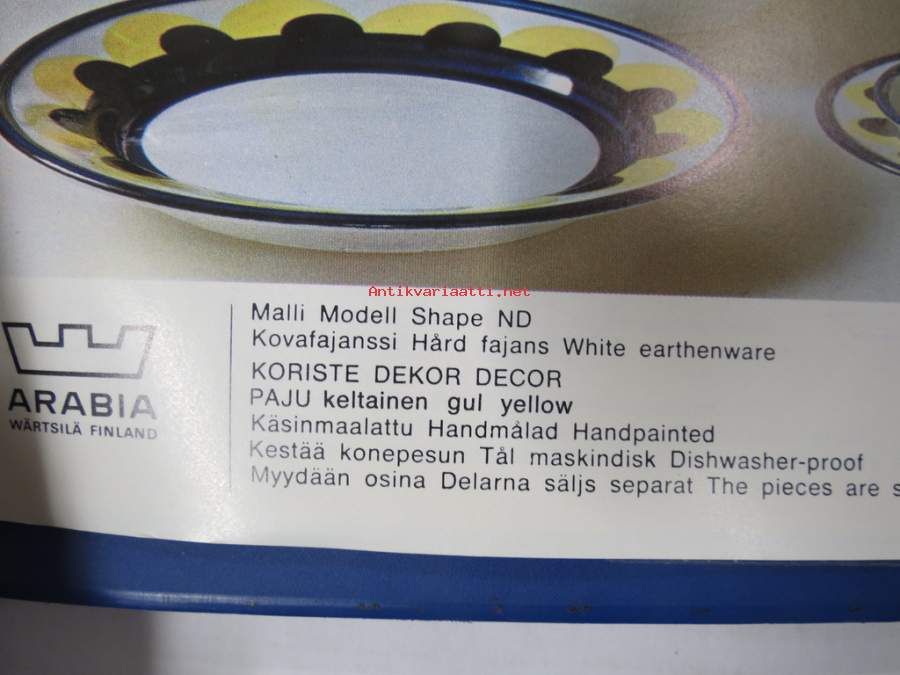 Antikvariaatti.net
Malli Modell Shape ND
Kovafajanssi Hård fajans White earthenware
KORISTE DEKOR DECOR
PAJU keltainen gul yellow
Käsinmaalattu Handmålad Handpainted
Kestää konepesun Tål maskindisk Dishwasher-proof
Myydään osina Delarna säljs separat The pieces are s
ARABIA
WÄRTSILÄ FINLAND